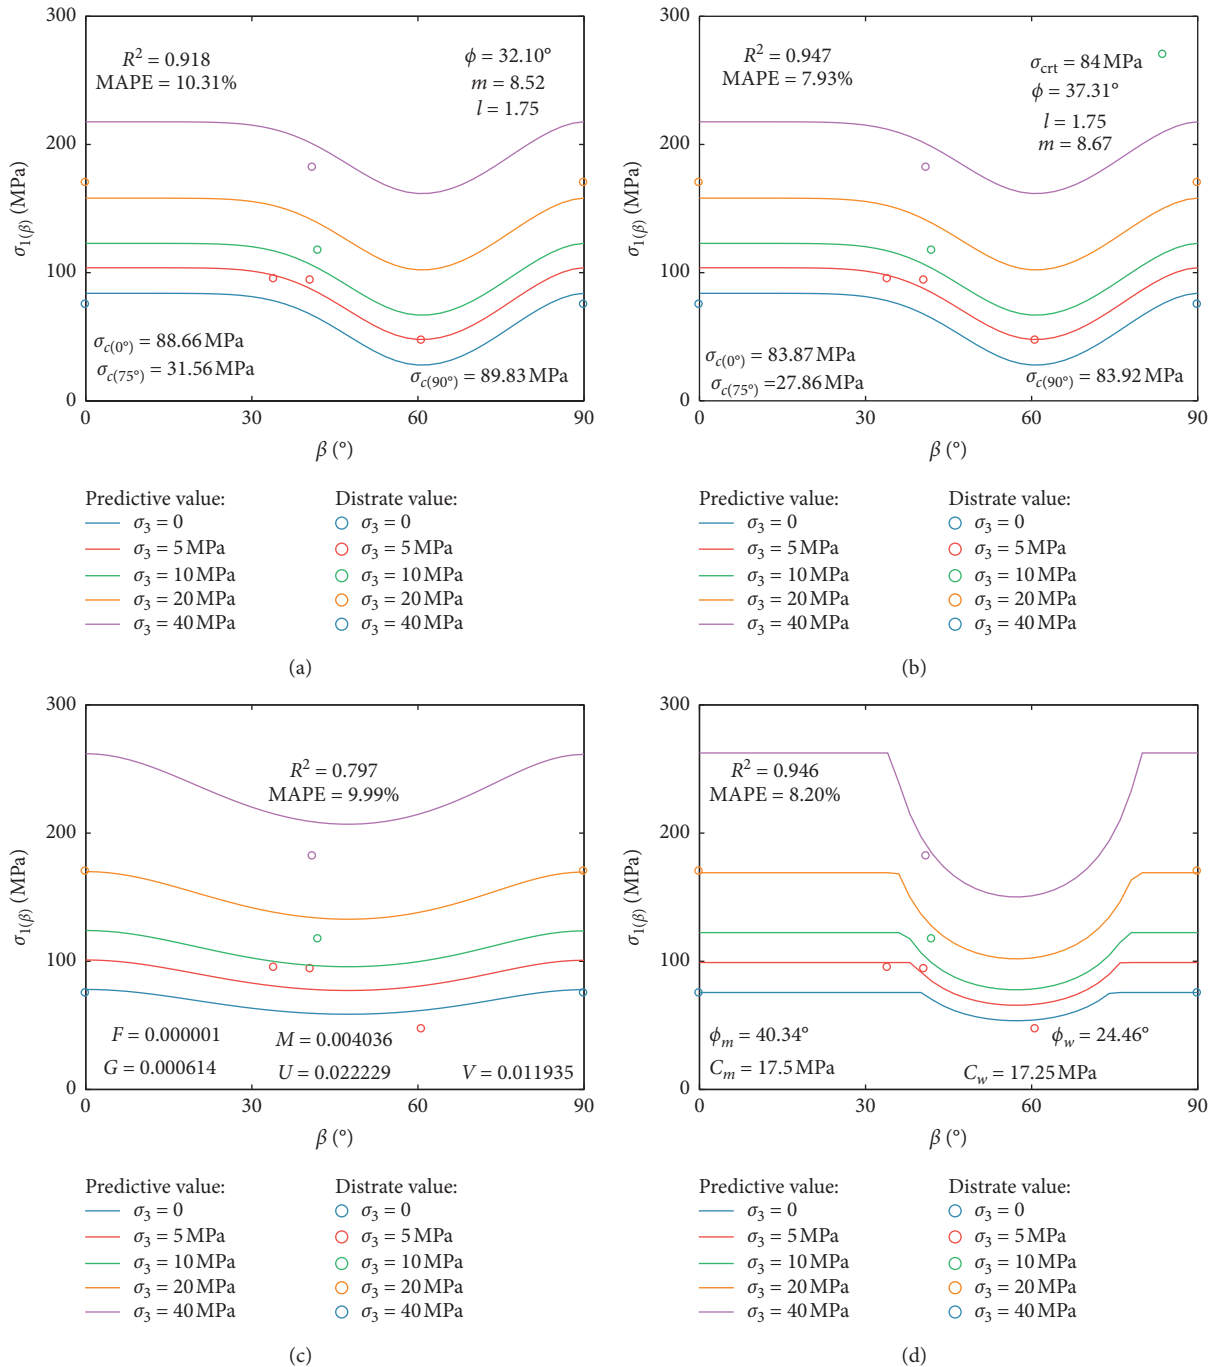 300
200
100
0
σ1(β) (MPa)
R² = 0.918
MAPE = 10.31%
ϕ = 32.10°
m = 8.52
l = 1.75
σc(0°) = 88.66 MPa
σc(75°) = 31.56 MPa
σc(90°) = 89.83 MPa
0 30 60 90
β (°)
Predictive value: Distrate value:
σ3 = 0 σ3 = 0
σ3 = 5 MPa σ3 = 5 MPa
σ3 = 10 MPa σ3 = 10 MPa
σ3 = 20 MPa σ3 = 20 MPa
σ3 = 40 MPa σ3 = 40 MPa
(a)
300
200
100
0
σ1(β) (MPa)
R² = 0.947
MAPE = 7.93%
σcrt = 84 MPa
ϕ = 37.31°
l = 1.75
m = 8.67
σc(0°) = 83.87 MPa
σc(75°) =27.86 MPa
σc(90°) = 83.92 MPa
0 30 60 90
β (°)
Predictive value: Distrate value:
σ3 = 0 σ3 = 0
σ3 = 5 MPa σ3 = 5 MPa
σ3 = 10 MPa σ3 = 10 MPa
σ3 = 20 MPa σ3 = 20 MPa
σ3 = 40 MPa σ3 = 40 MPa
(b)
300
200
100
0
σ1(β) (MPa)
R² = 0.797
MAPE = 9.99%
F = 0.000001
M = 0.004036
G = 0.000614
U = 0.022229
V = 0.011935
0 30 60 90
β (°)
Predictive value: Distrate value:
σ3 = 0 σ3 = 0
σ3 = 5 MPa σ3 = 5 MPa
σ3 = 10 MPa σ3 = 10 MPa
σ3 = 20 MPa σ3 = 20 MPa
σ3 = 40 MPa σ3 = 40 MPa
(c)
300
200
100
0
σ1(β) (MPa)
R² = 0.946
MAPE = 8.20%
ϕm = 40.34°
ϕw = 24.46°
Cm = 17.5 MPa
Cw = 17.25 MPa
0 30 60 90
β (°)
Predictive value: Distrate value:
σ3 = 0 σ3 = 0
σ3 = 5 MPa σ3 = 5 MPa
σ3 = 10 MPa σ3 = 10 MPa
σ3 = 20 MPa σ3 = 20 MPa
σ3 = 40 MPa σ3 = 40 MPa
(d)